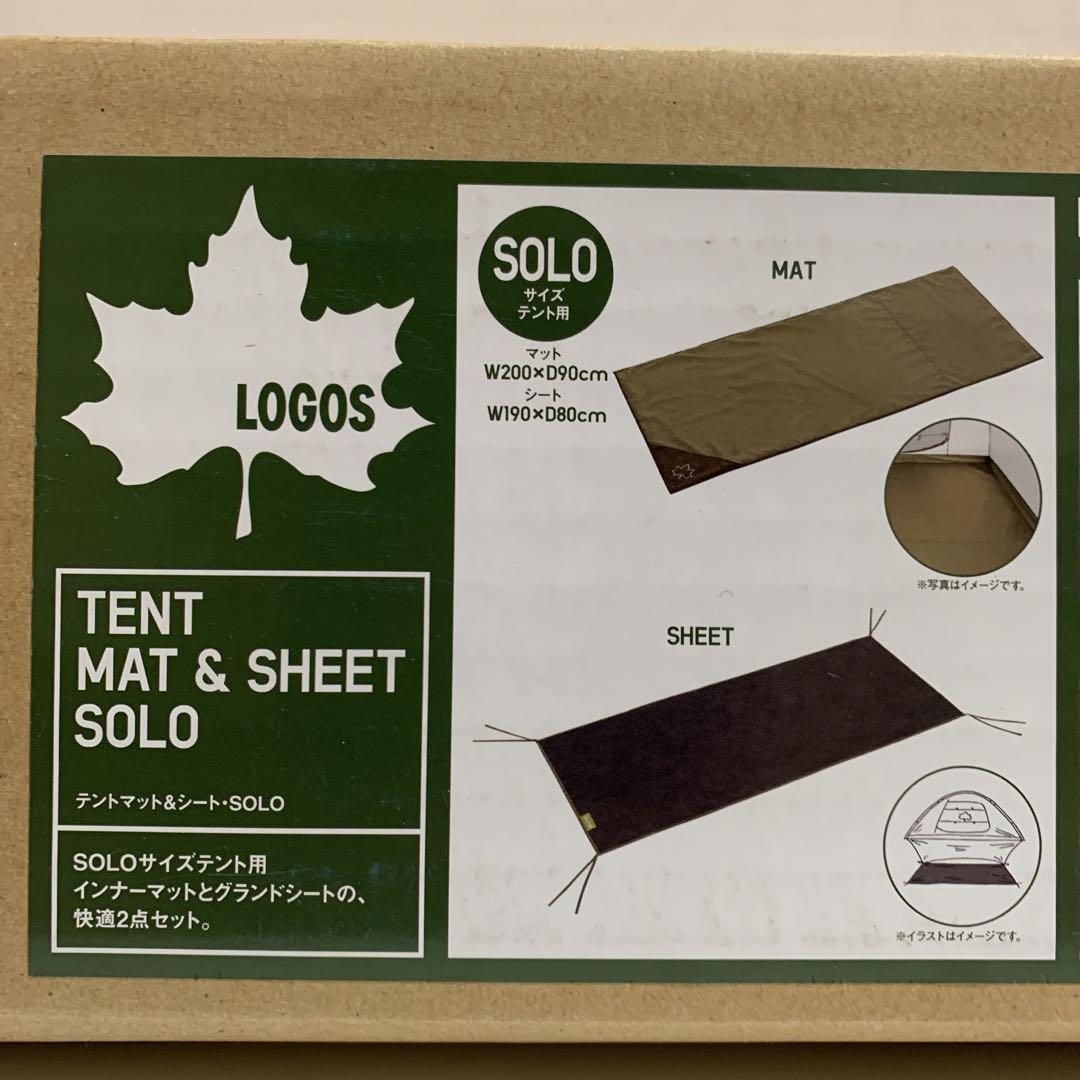 LOGOS
TENT
MAT & SHEET
SOLO
テントマット&シート・SOLO
SOLOサイズテント用
インナーマットとグランドシートの、
快適2点セット。
SOLO
サイズ
テント用
マット
W200×D90cm
シート
W190×D80cm
MAT
※写真はイメージです。
SHEET
※イラストはイメージです。